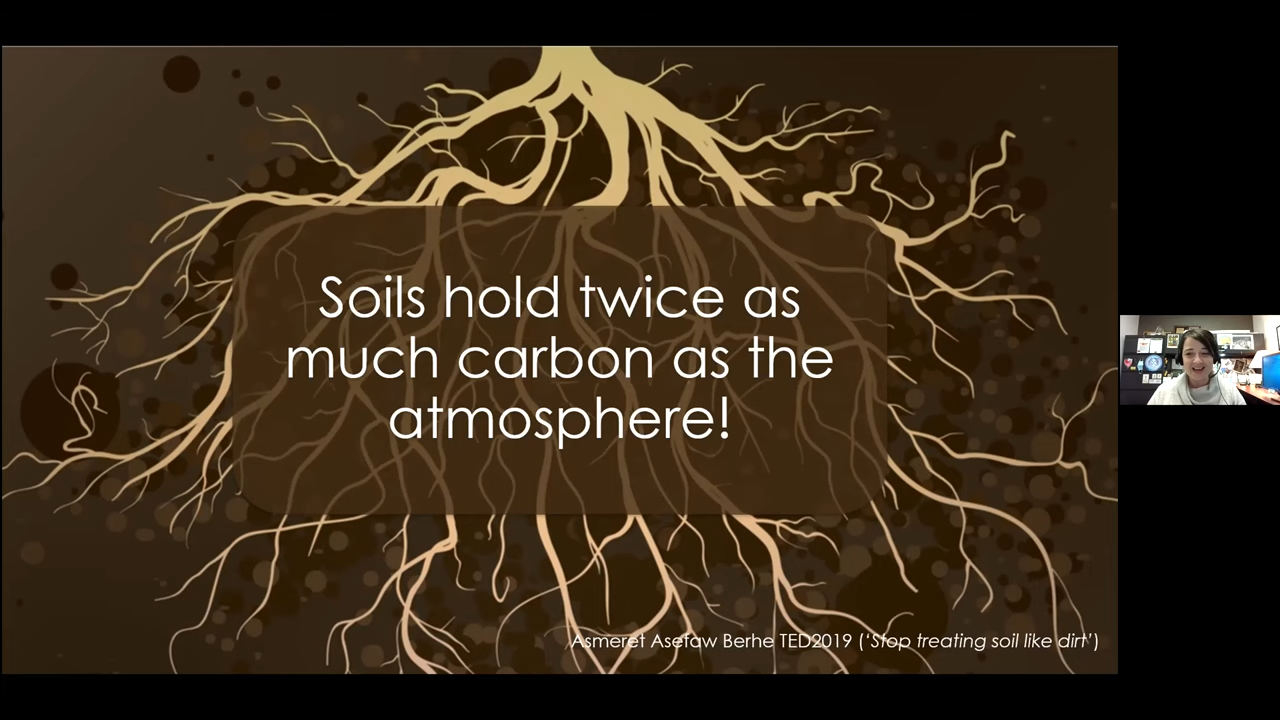 Soils hold twice as
much carbon as the
atmosphere!
Asmeret Asefaw Berhe TED2019 (‘Stop treating soil like dirt’)